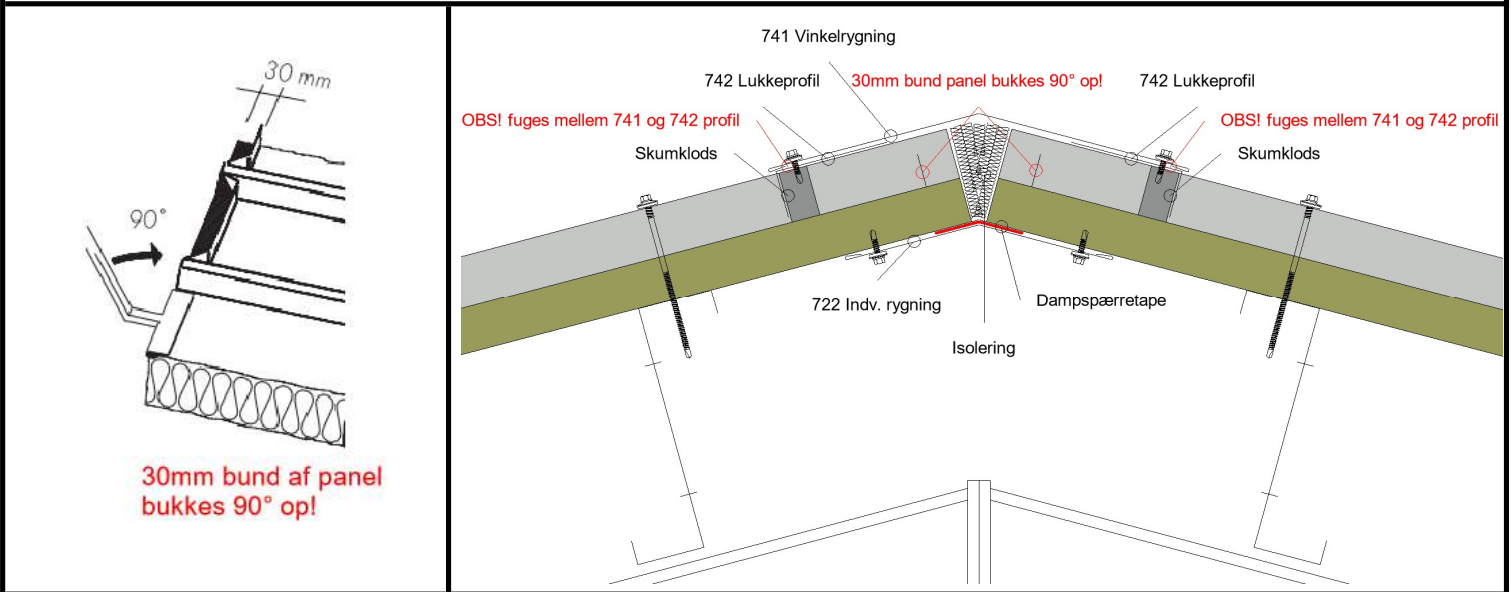 30 mm
90°
30mm bund af panel
bukkes 90° op!
741 Vinkelrygning
742 Lukkeprofil
30mm bund panel bukkes 90° op!
742 Lukkeprofil
OBS! fuges mellem 741 og 742 profil
OBS! fuges mellem 741 og 742 profil
Skumklods
Skumklods
722 Indv. rygning
Dampspærretape
Isolering